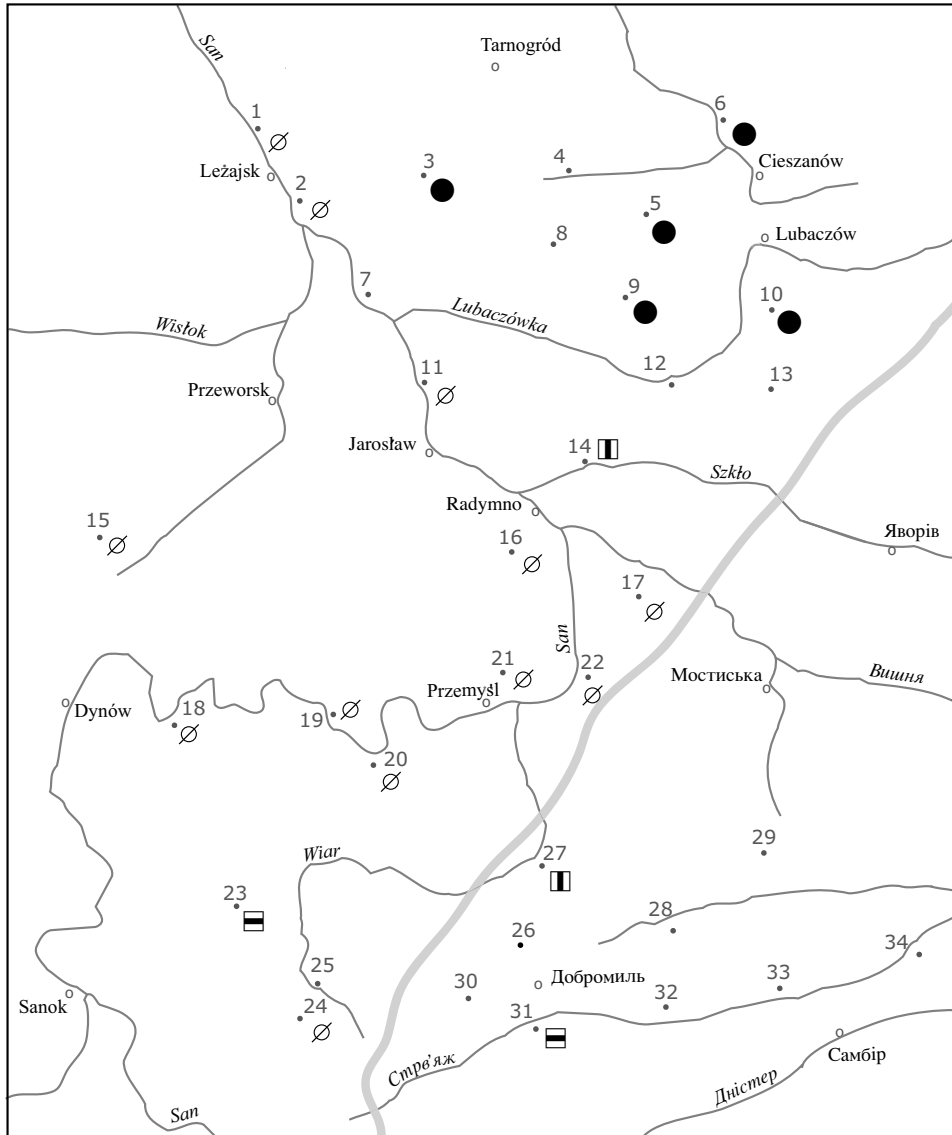 San
Tarnogród
1
6
Leżajsk
3
4
Cieszanów
2
5
8
Lubaczów
7
9
10
Wisłok
Lubaczówka
11
12
13
Przeworsk
Jarosław
14
Szkło
Radymno
15
16
Яворів
17
San
21
22
Przemyśl
Мостиська
Вишня
Dynów
18
19
20
Wiar
27
29
23
28
26
34
25
30
Добромиль
33
Sanok
24
31
32
Стрв’яж
Самбір
Дністер
San